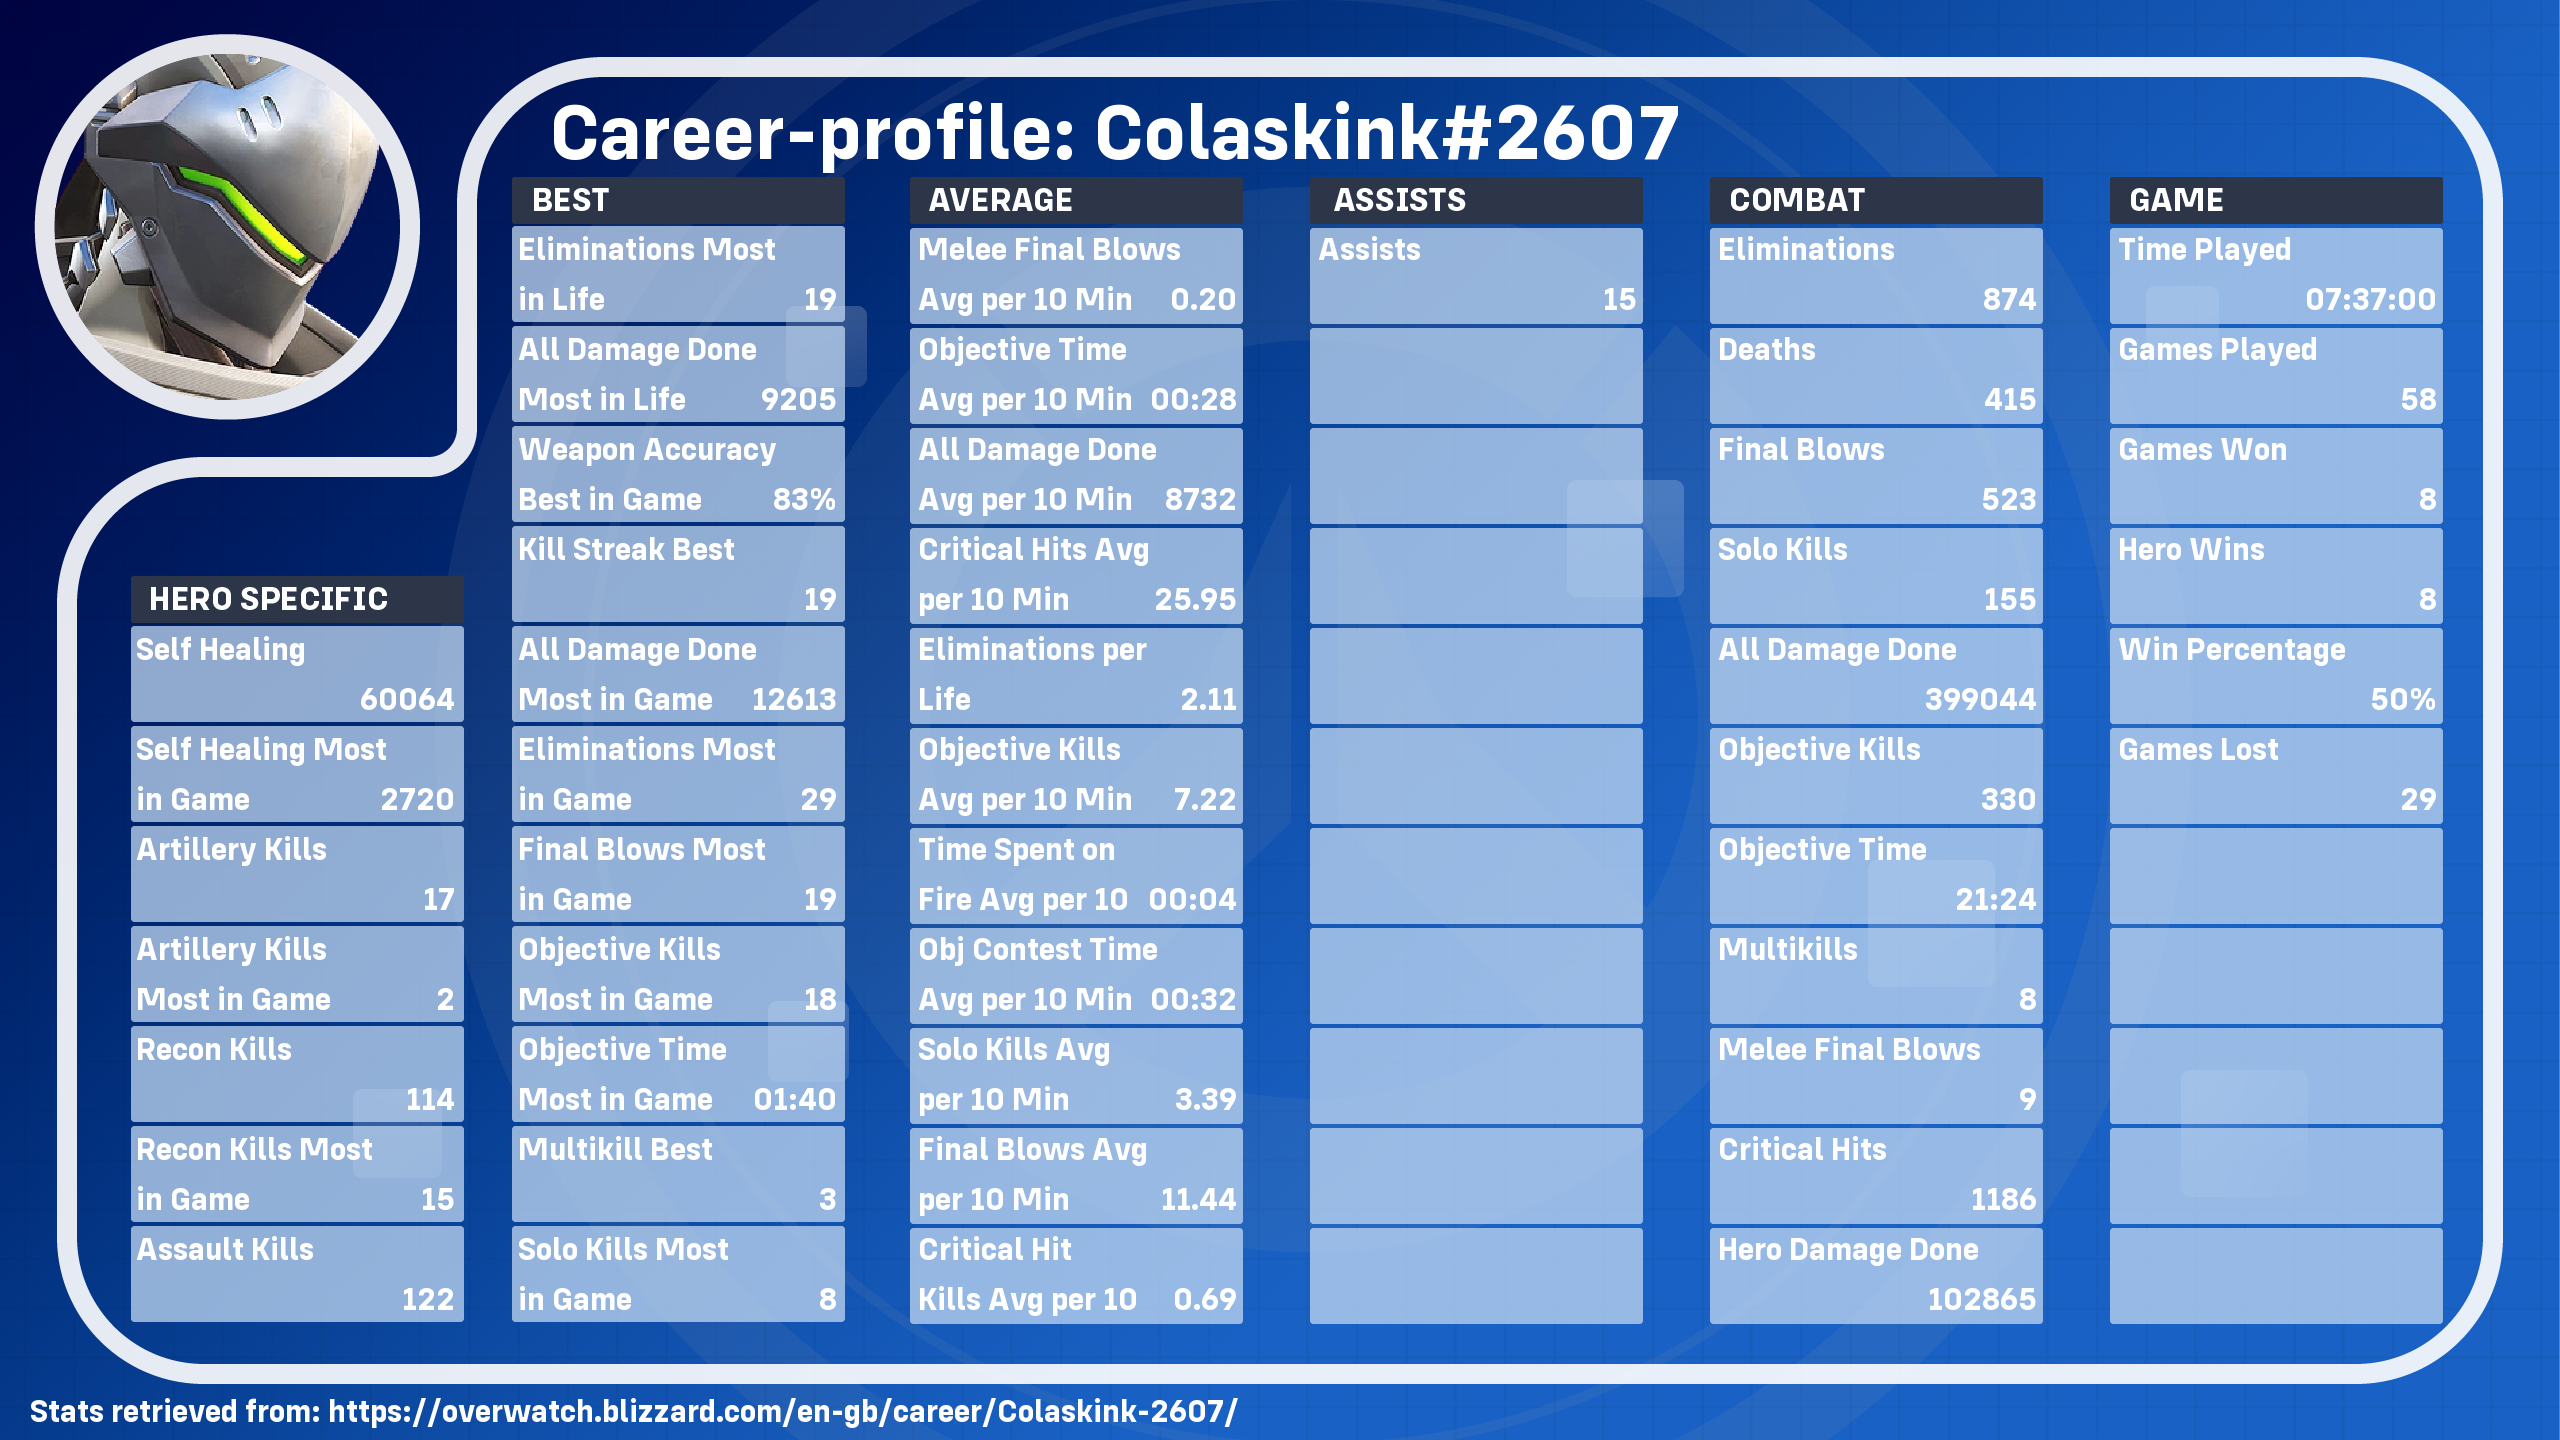 Career-profile: Colaskink#2607
HERO SPECIFIC
Self Healing
60064
Self Healing Most
in Game 2720
Artillery Kills
17
Artillery Kills
Most in Game 2
Recon Kills
114
Recon Kills Most
in Game 15
Assault Kills
122
BEST
Eliminations Most
in Life 19
All Damage Done
Most in Life 9205
Weapon Accuracy
Best in Game 83%
Kill Streak Best
19
All Damage Done
Most in Game 12613
Eliminations Most
in Game 29
Final Blows Most
in Game 19
Objective Kills
Most in Game 18
Objective Time
Most in Game 01:40
Multikill Best
3
Solo Kills Most
in Game 8
AVERAGE
Melee Final Blows
Avg per 10 Min 0.20
Objective Time
Avg per 10 Min 00:28
All Damage Done
Avg per 10 Min 8732
Critical Hits Avg
per 10 Min 25.95
Eliminations per
Life 2.11
Objective Kills
Avg per 10 Min 7.22
Time Spent on
Fire Avg per 10 00:04
Obj Contest Time
Avg per 10 Min 00:32
Solo Kills Avg
per 10 Min 3.39
Final Blows Avg
per 10 Min 11.44
Critical Hit
Kills Avg per 10 0.69
ASSISTS
Assists
15
COMBAT
Eliminations
874
Deaths
415
Final Blows
523
Solo Kills
155
All Damage Done
399044
Objective Kills
330
Objective Time
21:24
Multikills
8
Melee Final Blows
9
Critical Hits
1186
Hero Damage Done
102865
GAME
Time Played
07:37:00
Games Played
58
Games Won
8
Hero Wins
8
Win Percentage
50%
Games Lost
29
Stats retrieved from: https://overwatch.blizzard.com/en-gb/career/Colaskink-2607/